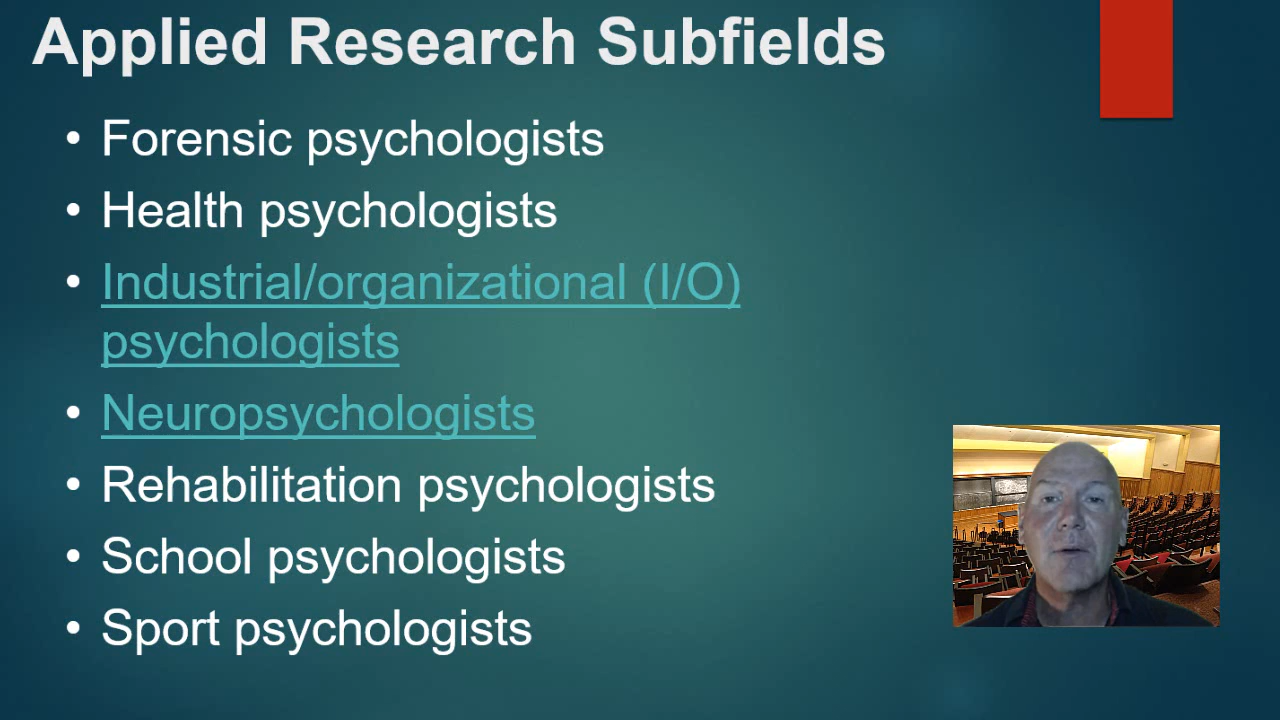 Applied Research Subfields
• Forensic psychologists
• Health psychologists
• Industrial/organizational (I/O)
psychologists
• Neuropsychologists
• Rehabilitation psychologists
• School psychologists
• Sport psychologists